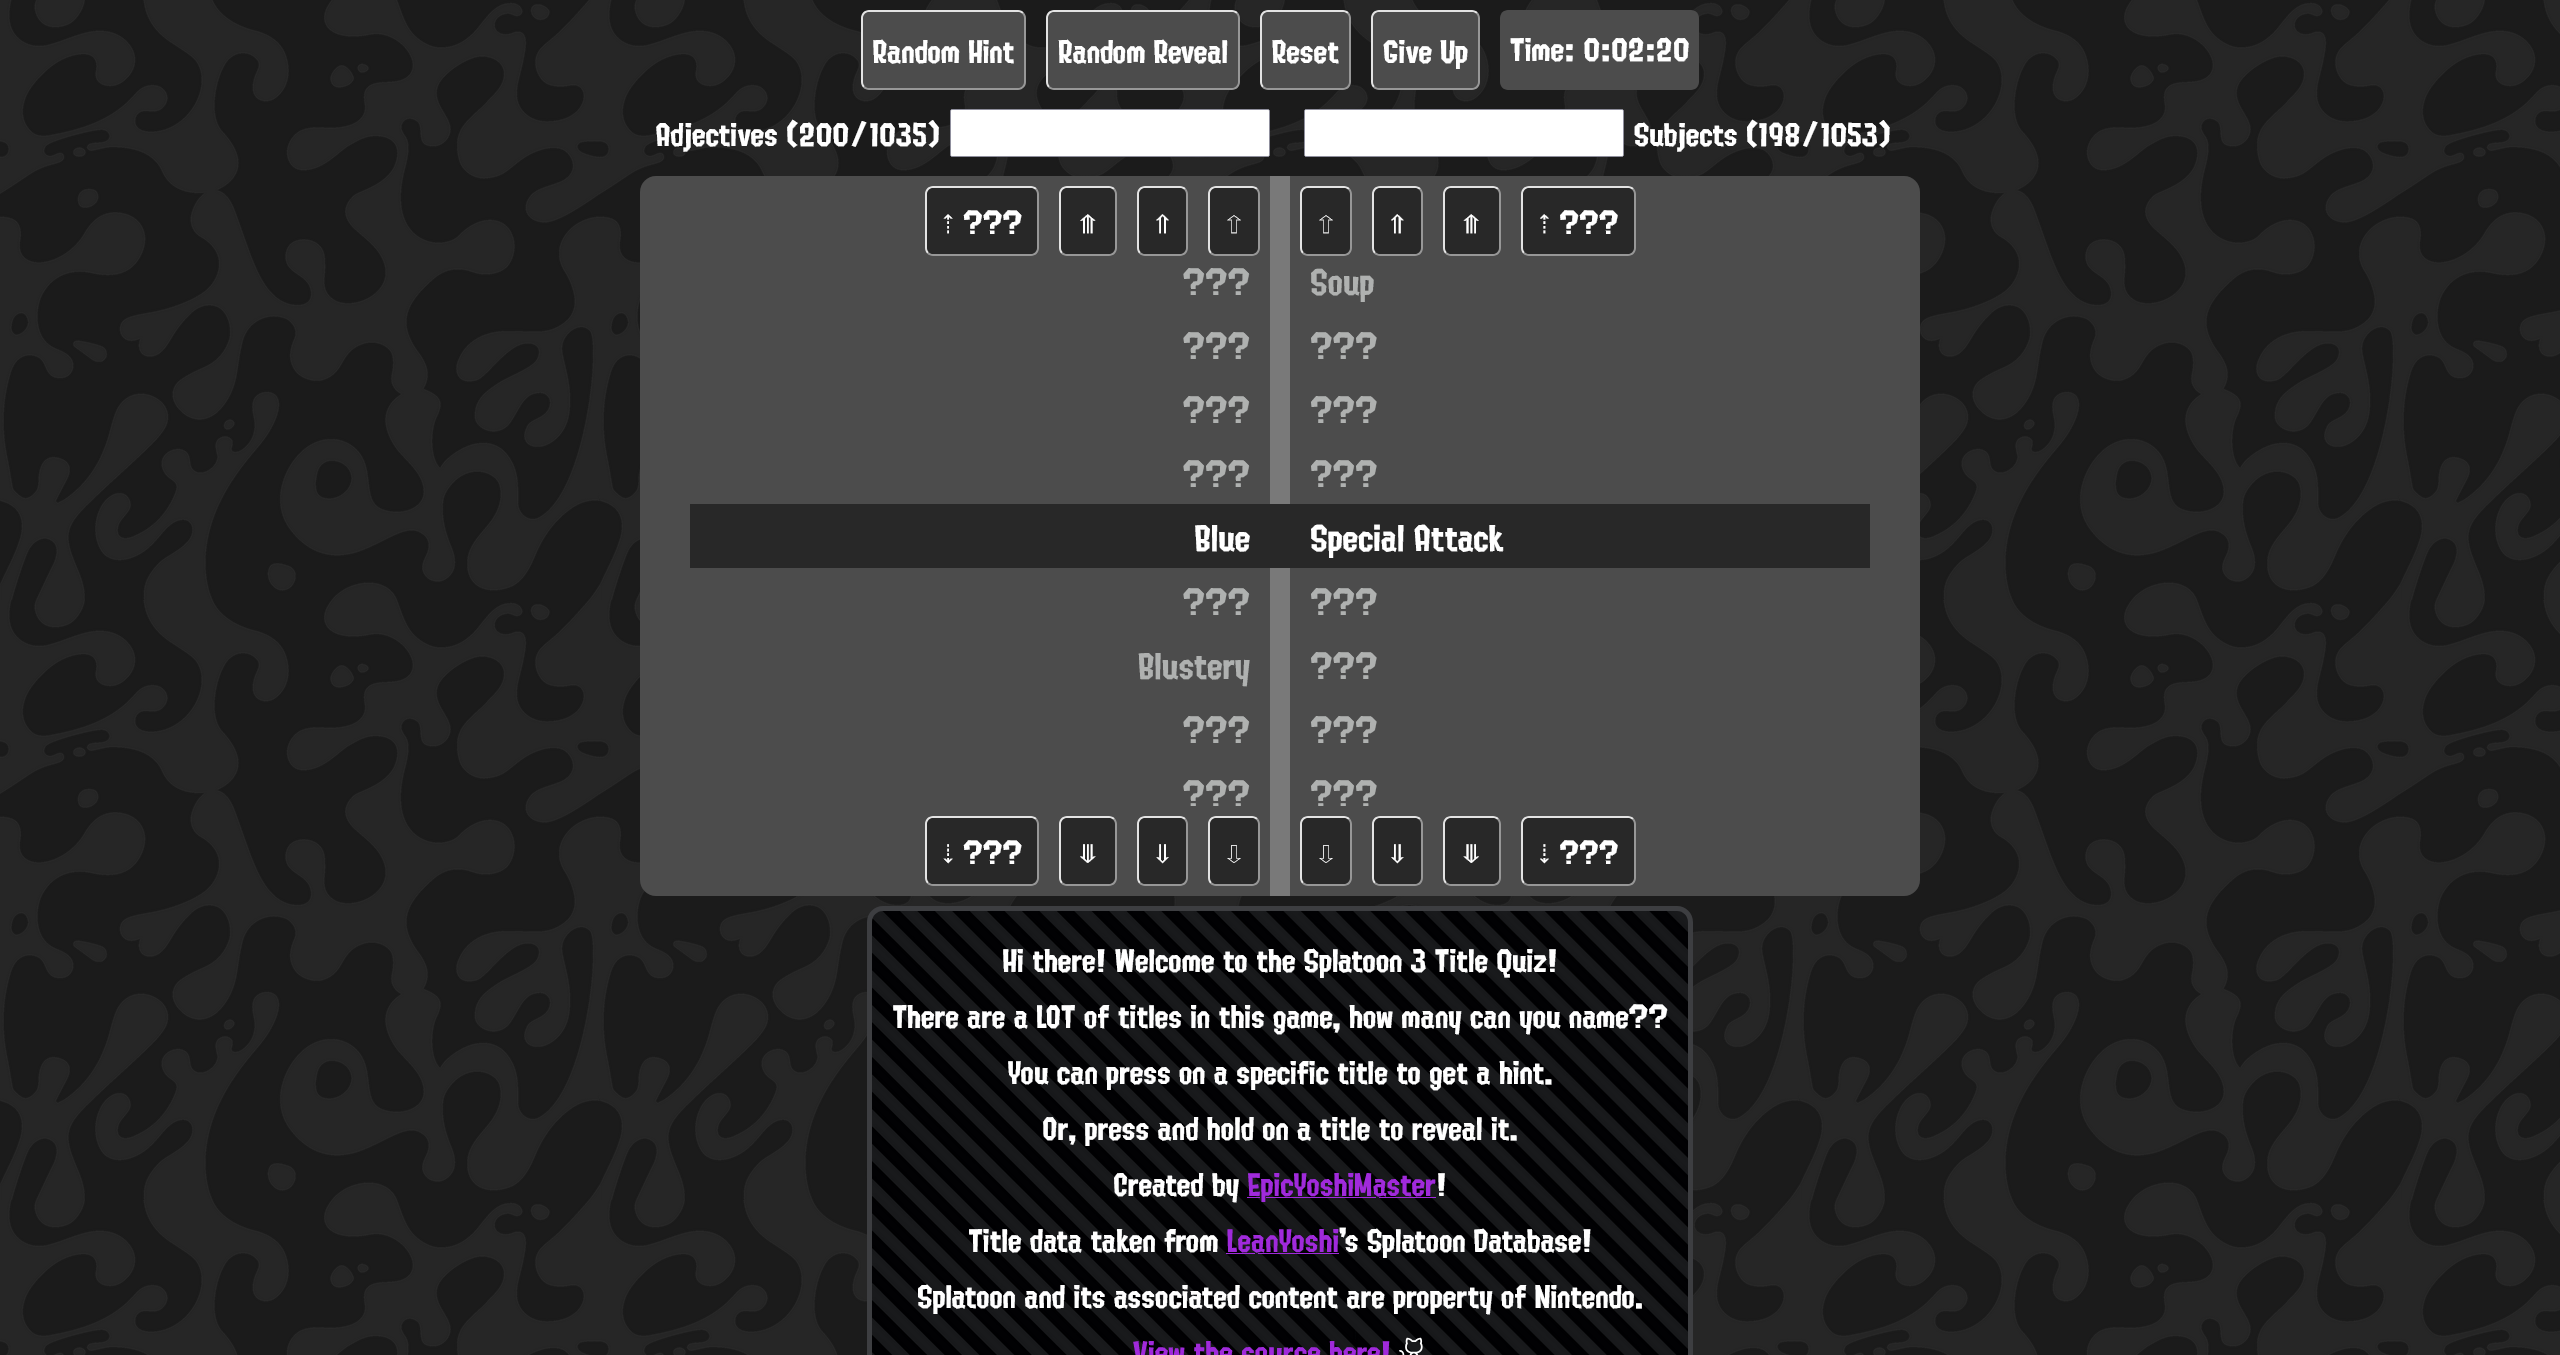 Random Hint Random Reveal Reset Give Up Time: 0:02:20
Adjectives (200/1035) Subjects (198/1053)
⇡ ??? ⤊ ⇑ ⇧ ⇧ ⇑ ⤊ ⇡ ???
??? Soup
??? ???
??? ???
??? ???
Blue Special Attack
??? ???
Blustery ???
??? ???
??? ???
⇣ ??? ⤋ ⇓ ⇩ ⇩ ⇓ ⤋ ⇣ ???
Hi there! Welcome to the Splatoon 3 Title Quiz!
There are a LOT of titles in this game, how many can you name??
You can press on a specific title to get a hint.
Or, press and hold on a title to reveal it.
Created by EpicYoshiMaster!
Title data taken from LeanYoshi's Splatoon Database!
Splatoon and its associated content are property of Nintendo.
View the source here!